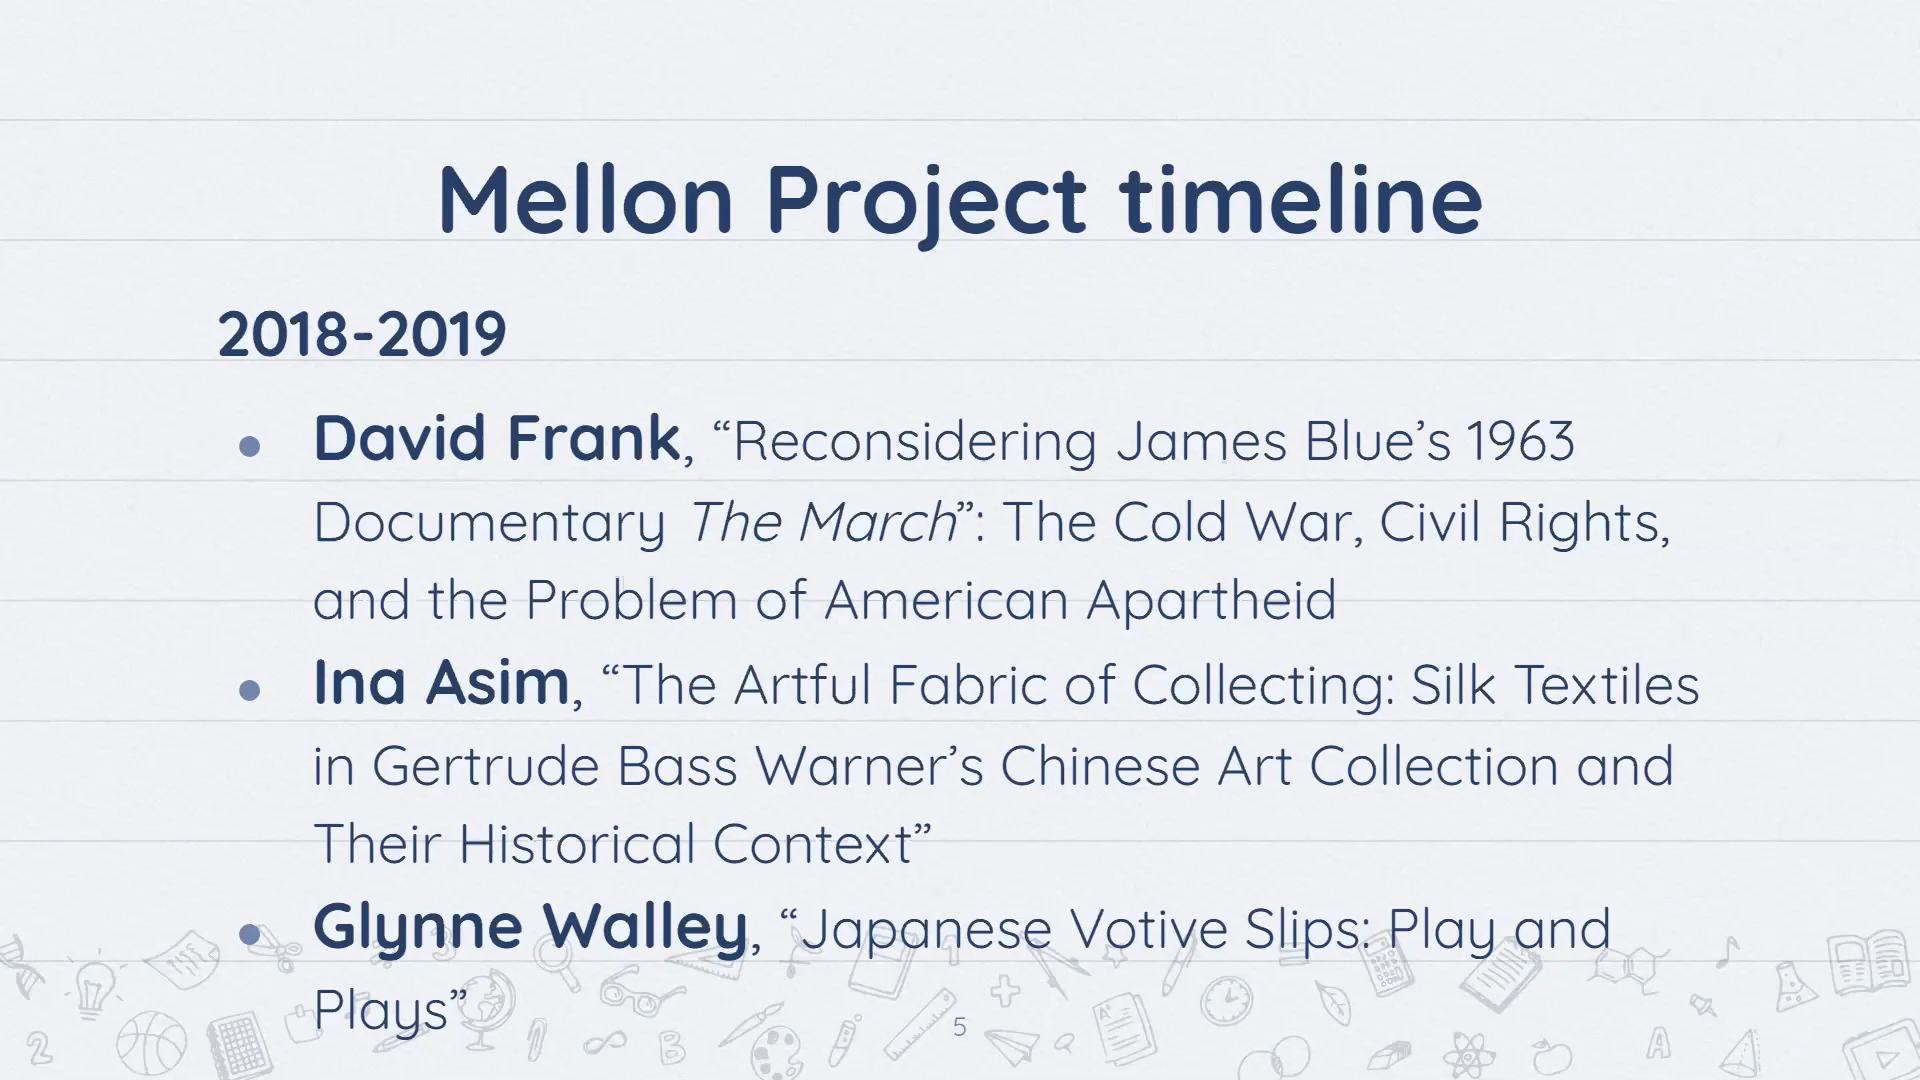 Mellon Project timeline
2018-2019
● David Frank, “Reconsidering James Blue’s 1963
Documentary The March”: The Cold War, Civil Rights,
and the Problem of American Apartheid
● Ina Asim, “The Artful Fabric of Collecting: Silk Textiles
in Gertrude Bass Warner’s Chinese Art Collection and
Their Historical Context”
● Glynne Walley, “Japanese Votive Slips: Play and
Plays”
5